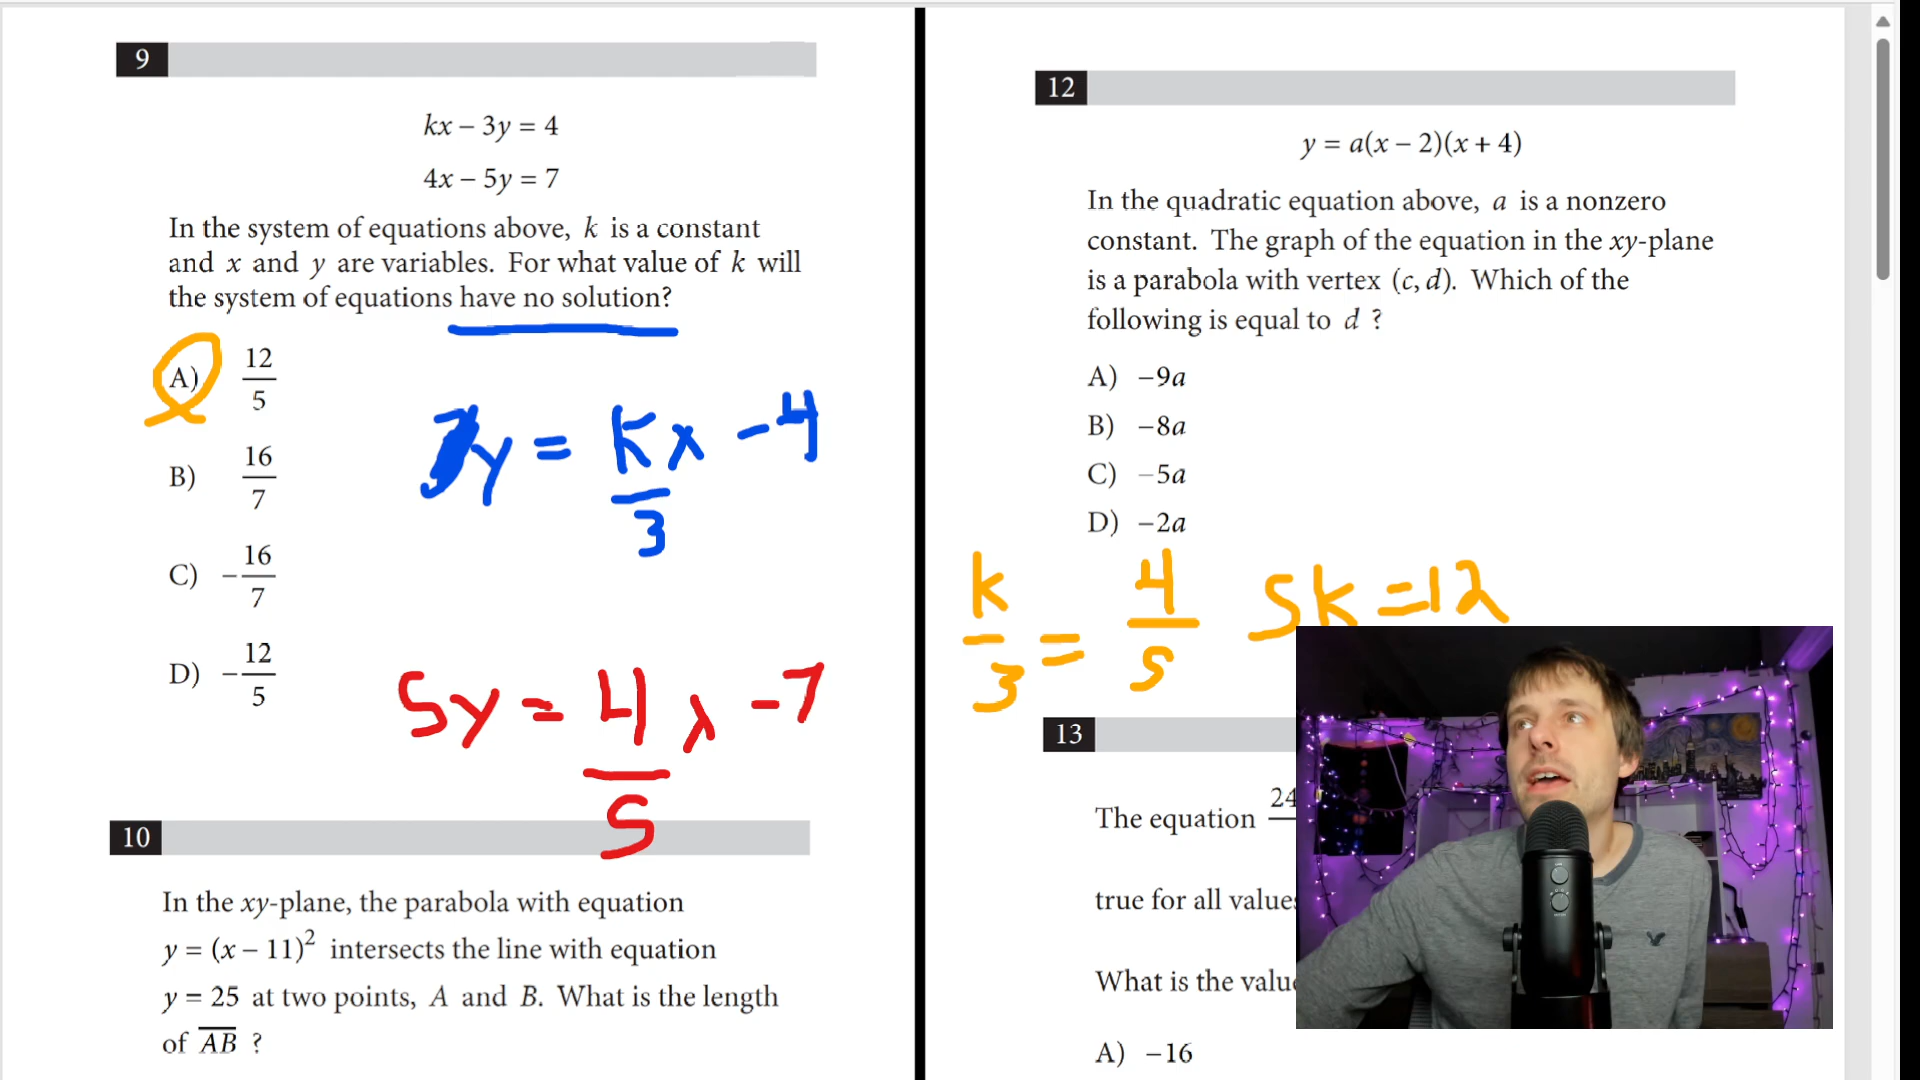 9
kx – 3y = 4
4x – 5y = 7
In the system of equations above, k is a constant
and x and y are variables. For what value of k will
the system of equations have no solution?
A) 12/5
B) 16/7
C) –16/7
D) –12/5
y = k/3 x - 4
5y = 4/5 x - 7
10
In the xy-plane, the parabola with equation
y = (x – 11)² intersects the line with equation
y = 25 at two points, A and B. What is the length
of A̅B̅ ?
12
y = a(x – 2)(x + 4)
In the quadratic equation above, a is a nonzero
constant. The graph of the equation in the xy-plane
is a parabola with vertex (c, d). Which of the
following is equal to d ?
A) –9a
B) –8a
C) –5a
D) –2a
k/3 = 4/5 5k = 12
13
The equation 24
true for all values
What is the value
A) –16